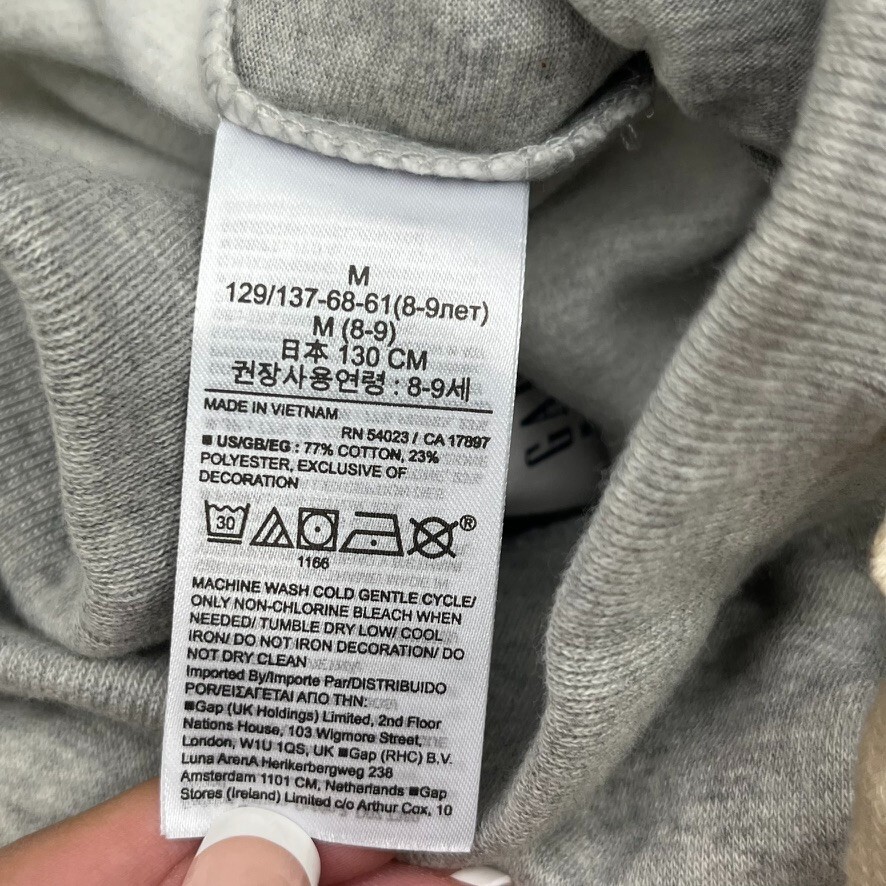 M
129/137-68-61(8-9лет)
M (8-9)
日本 130 CM
권장사용연령 : 8-9세
MADE IN VIETNAM
RN 54023 / CA 17897
■ US/GB/EG : 77% COTTON, 23%
POLYESTER, EXCLUSIVE OF
DECORATION
30
®
1166
MACHINE WASH COLD GENTLE CYCLE/
ONLY NON-CHLORINE BLEACH WHEN
NEEDED/ TUMBLE DRY LOW/ COOL
IRON/ DO NOT IRON DECORATION/ DO
NOT DRY CLEAN
Imported By/Importe Par/DISTRIBUIDO
POR/ΕΙΣΑΓΕΤΑΙ ΑΠΟ ΤΗΝ:
■Gap (UK Holdings) Limited, 2nd Floor
Nations House, 103 Wigmore Street,
London, W1U 1QS, UK ■Gap (RHC) B.V.
Luna ArenA Herikerbergweg 238
Amsterdam 1101 CM, Netherlands ■Gap
Stores (Ireland) Limited c/o Arthur Cox, 10